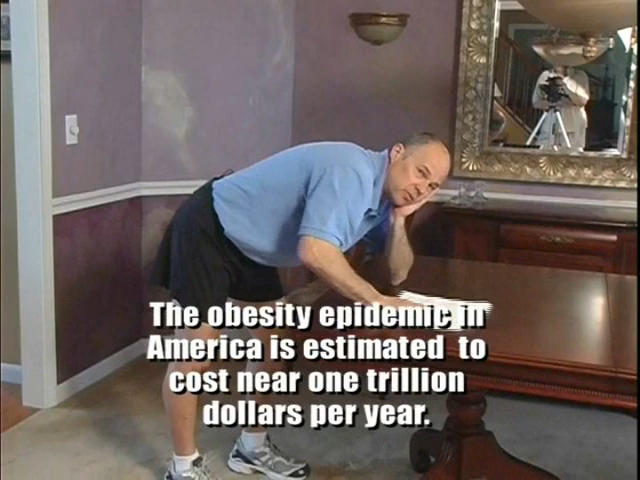 The obesity epidemic in
America is estimated to
cost near one trillion
dollars per year.